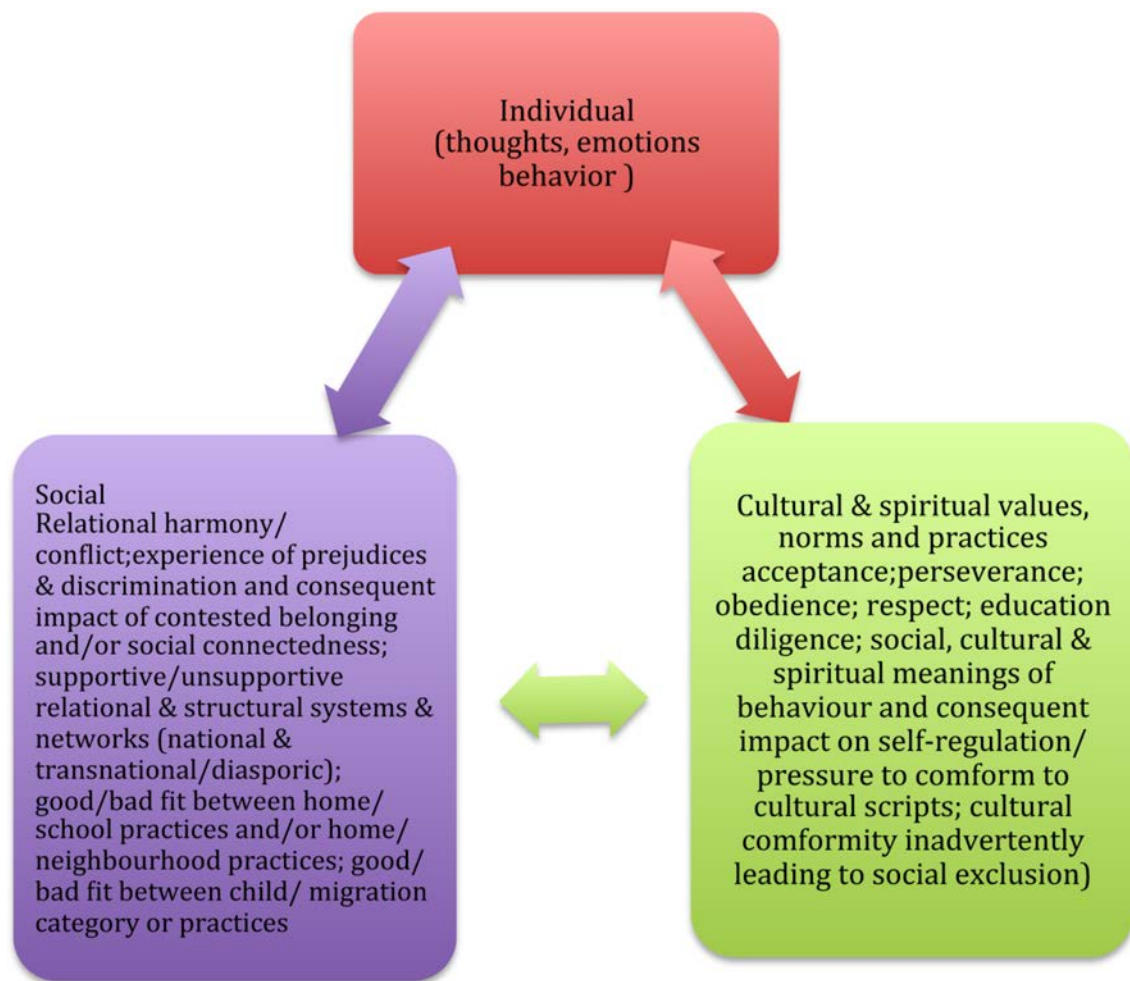 Individual
(thoughts, emotions
behavior )
Social
Relational harmony/
conflict;experience of prejudices
& discrimination and consequent
impact of contested belonging
and/or social connectedness;
supportive/unsupportive
relational & structural systems &
networks (national &
transnational/diasporic);
good/bad fit between home/
school practices and/or home/
neighbourhood practices; good/
bad fit between child/ migration
category or practices
Cultural & spiritual values,
norms and practices
acceptance;perseverance;
obedience; respect; education
diligence; social, cultural &
spiritual meanings of
behaviour and consequent
impact on self-regulation/
pressure to comform to
cultural scripts; cultural
comformity inadvertently
leading to social exclusion)